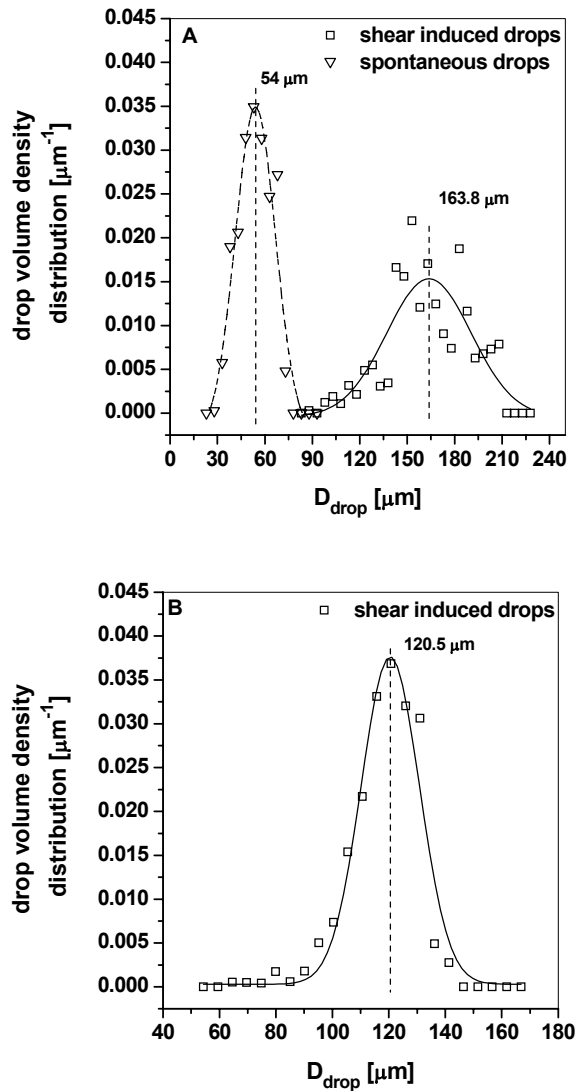 A
shear induced drops
spontaneous drops
54 μm
163.8 μm
drop volume density
distribution [μm⁻¹]
0.045
0.040
0.035
0.030
0.025
0.020
0.015
0.010
0.005
0.000
0 30 60 90 120 150 180 210 240
D_drop [μm]
B
shear induced drops
120.5 μm
drop volume density
distribution [μm⁻¹]
0.045
0.040
0.035
0.030
0.025
0.020
0.015
0.010
0.005
0.000
40 60 80 100 120 140 160 180
D_drop [μm]